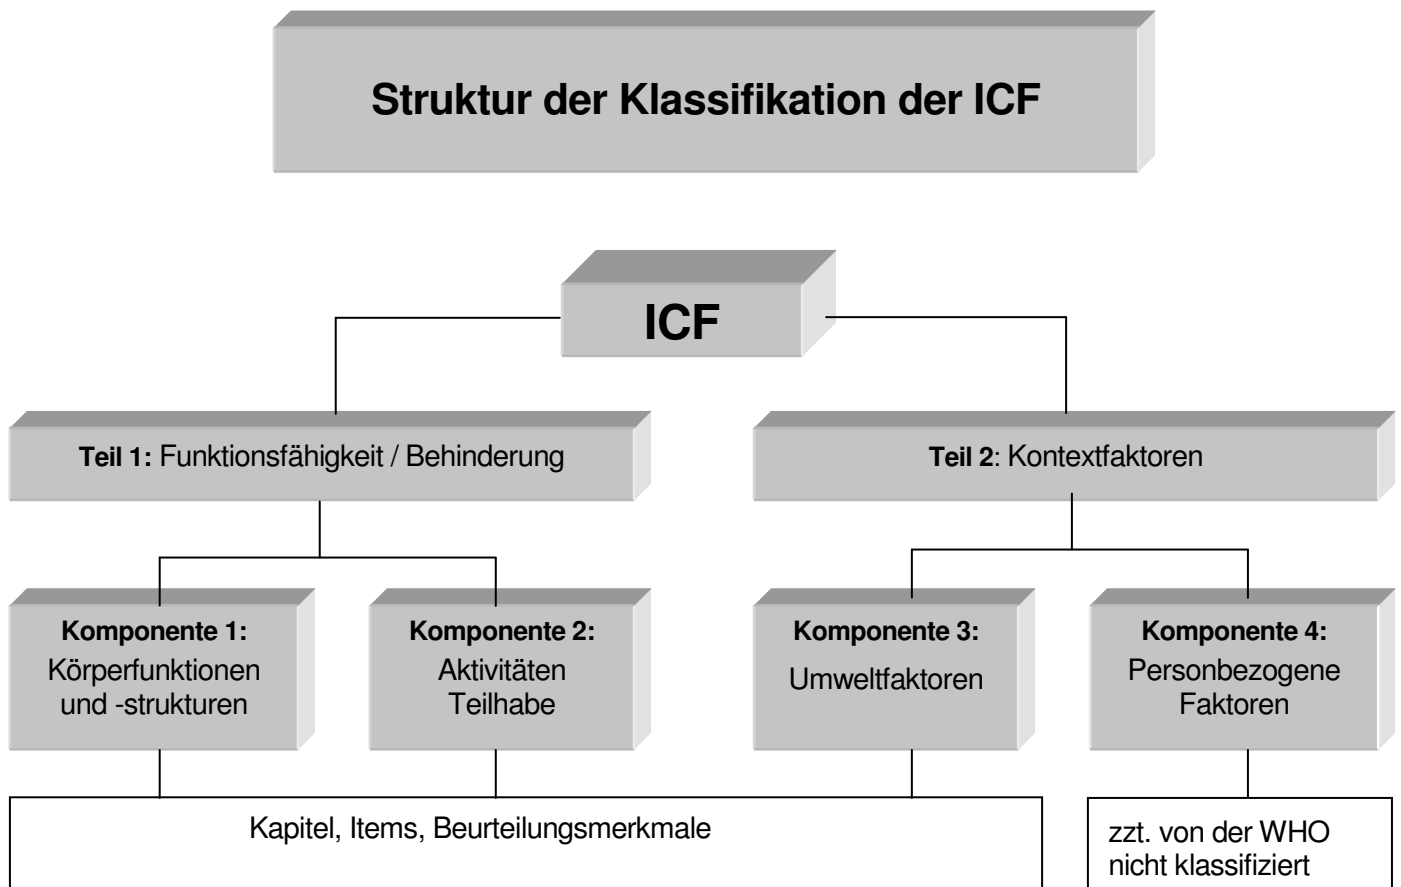 Struktur der Klassifikation der ICF
ICF
Teil 1: Funktionsfähigkeit / Behinderung
Teil 2: Kontextfaktoren
Komponente 1:
Körperfunktionen
und -strukturen
Komponente 2:
Aktivitäten
Teilhabe
Komponente 3:
Umweltfaktoren
Komponente 4:
Personbezogene
Faktoren
Kapitel, Items, Beurteilungsmerkmale
zzt. von der WHO
nicht klassifiziert